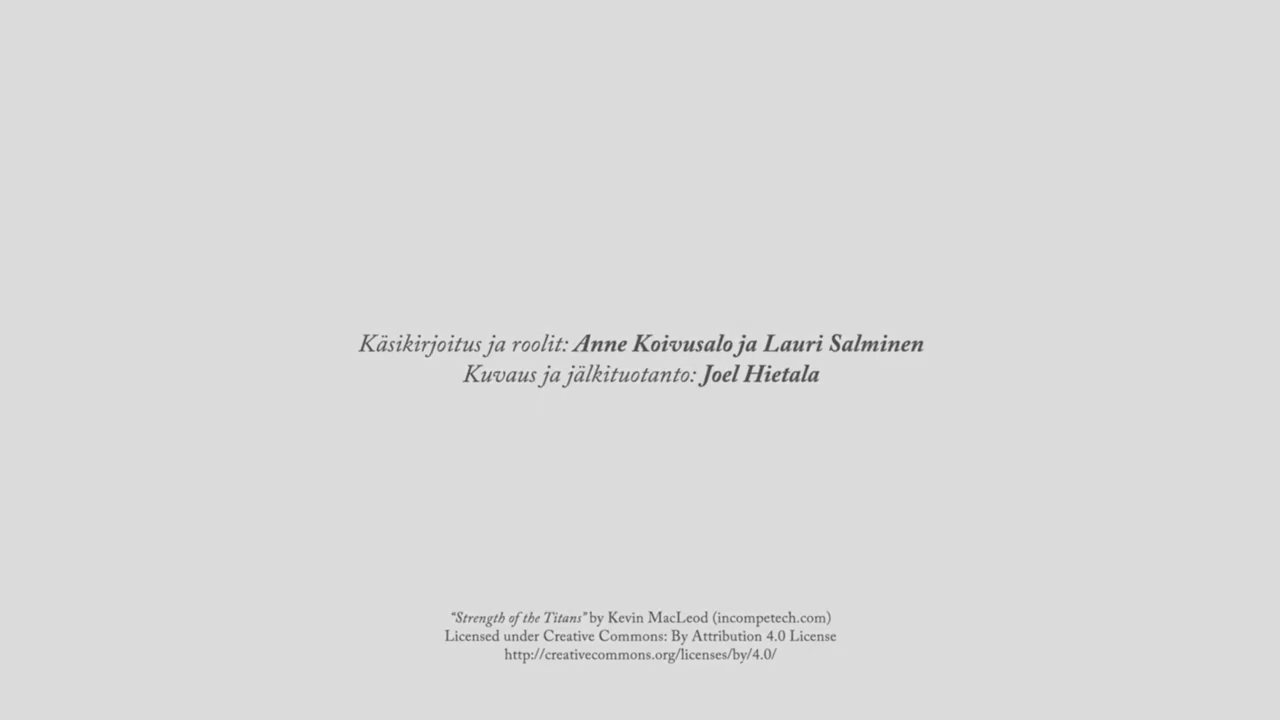 Käsikirjoitus ja roolit: Anne Koivusalo ja Lauri Salminen
Kuvaus ja jälkituotanto: Joel Hietala
“Strength of the Titans” by Kevin MacLeod (incompetech.com)
Licensed under Creative Commons: By Attribution 4.0 License
http://creativecommons.org/licenses/by/4.0/